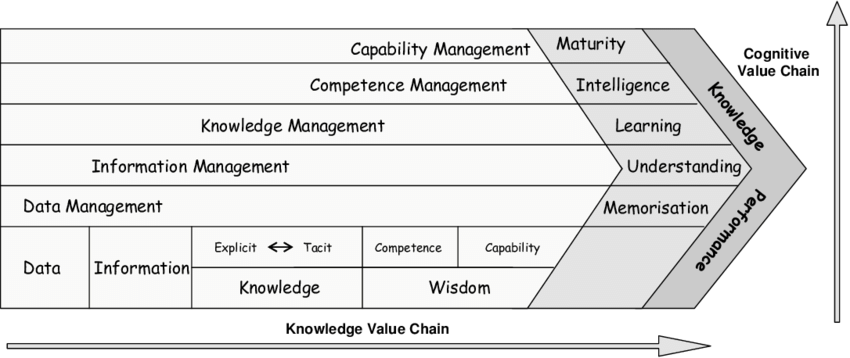 Capability Management
Maturity
Cognitive
Value Chain
Competence Management
Intelligence
Knowledge
Knowledge Management
Learning
Information Management
Understanding
Data Management
Memorisation
Performance
Explicit Tacit
Competence
Capability
Data
Information
Knowledge
Wisdom
Knowledge Value Chain